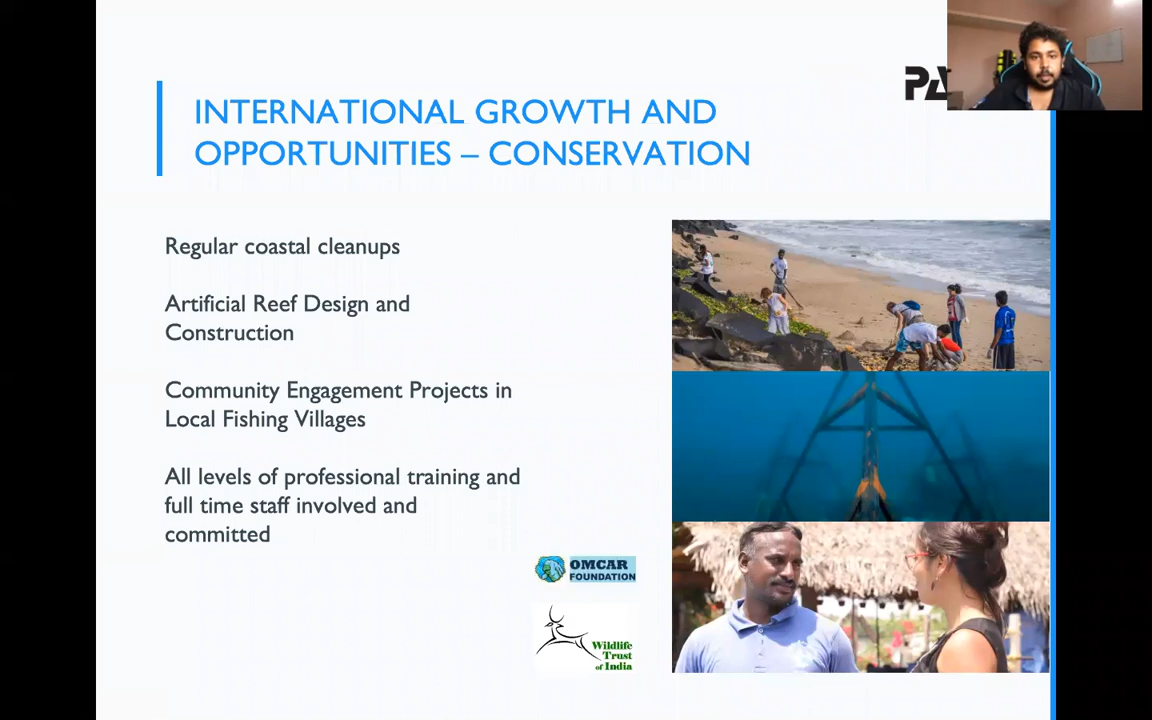 INTERNATIONAL GROWTH AND
OPPORTUNITIES – CONSERVATION
Regular coastal cleanups
Artificial Reef Design and
Construction
Community Engagement Projects in
Local Fishing Villages
All levels of professional training and
full time staff involved and
committed
OMCAR
FOUNDATION
Wildlife
Trust
of India